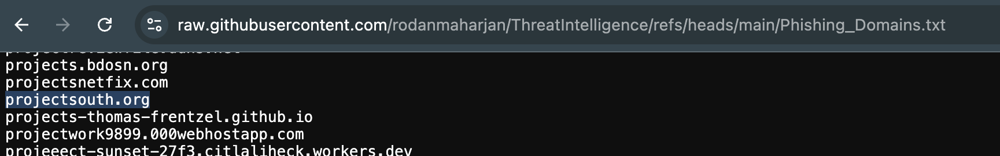 raw.githubusercontent.com/rodanmaharjan/ThreatIntelligence/refs/heads/main/Phishing_Domains.txt
projects.bdosn.org
projectsnetfix.com
projectsouth.org
projects-thomas-frentzel.github.io
projectwork9899.000webhostapp.com
projeeect-sunset-27f3.citlaliheck.workers.dev